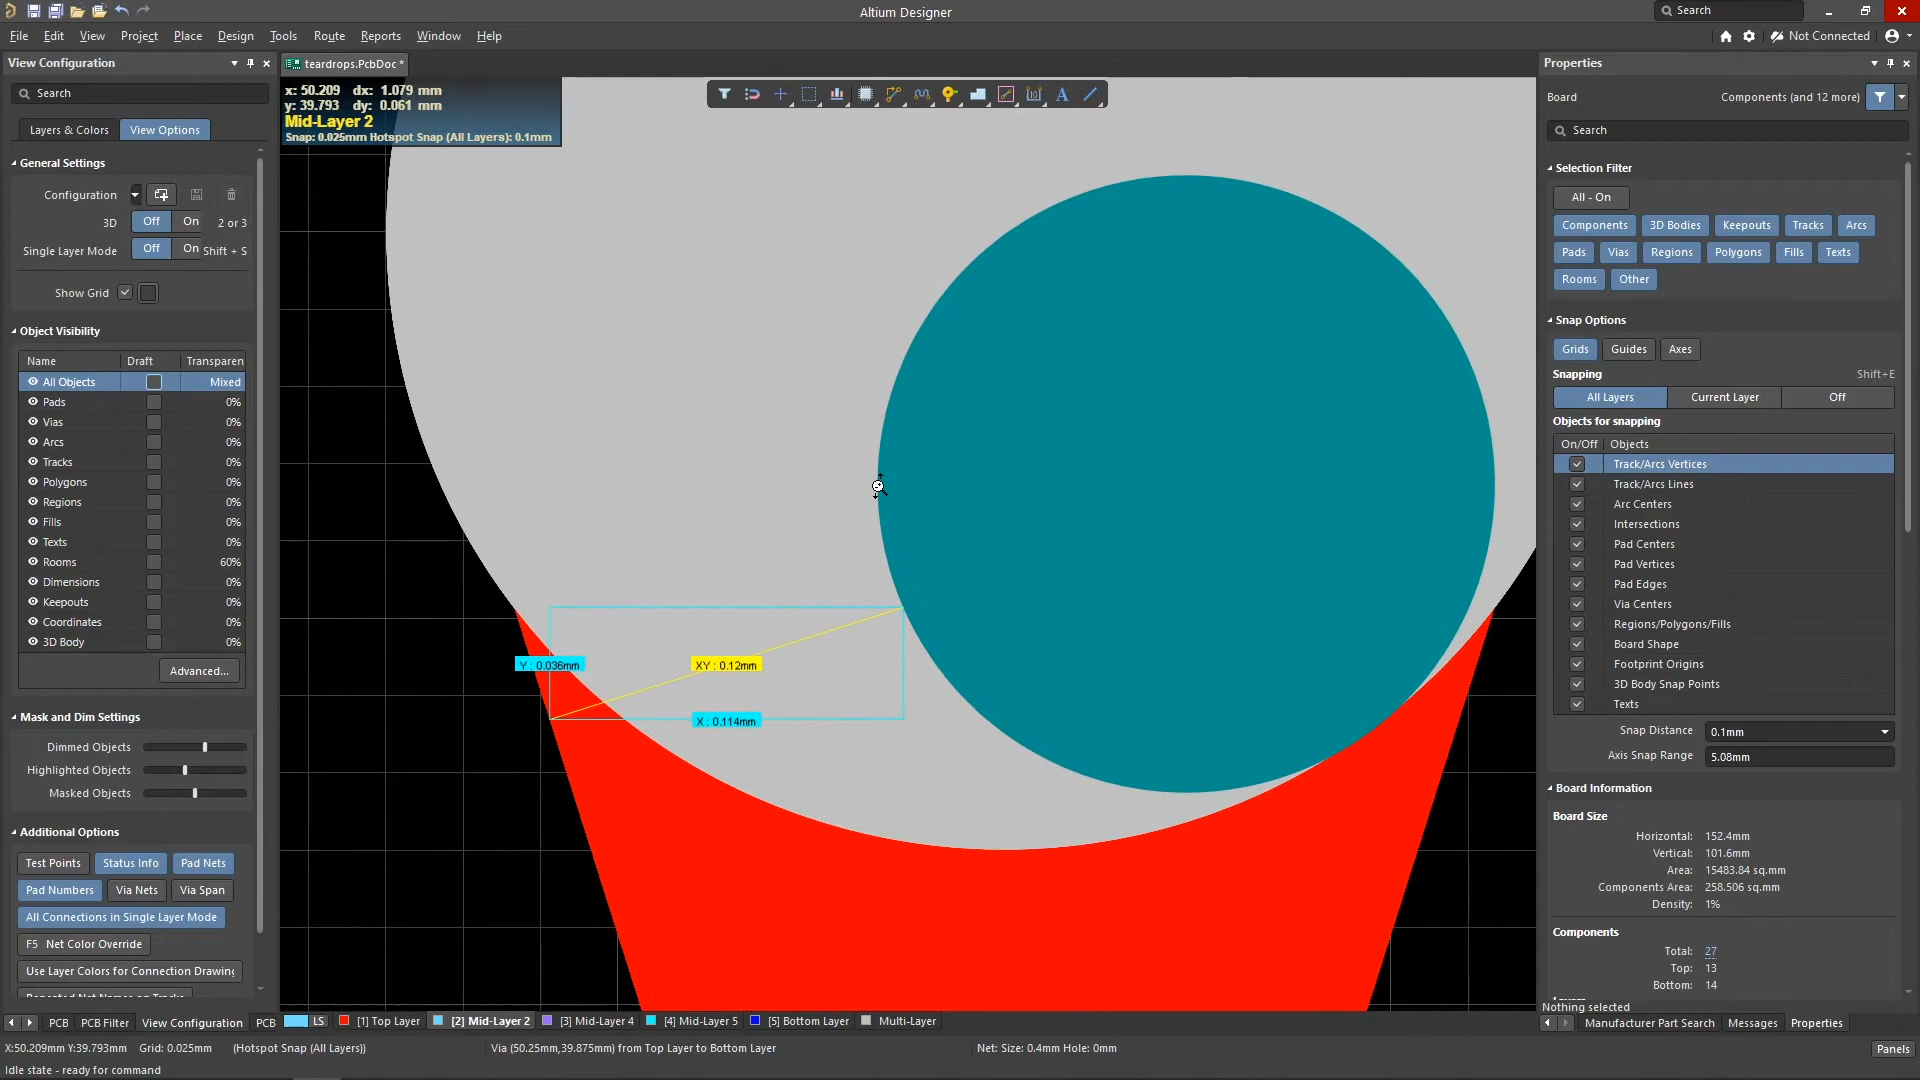 Altium Designer
Search
File Edit View Project Place Design Tools Route Reports Window Help
Not Connected
View Configuration
Search
Layers & Colors View Options
General Settings
Configuration
3D Off On 2 or 3
Single Layer Mode Off On Shift + S
Show Grid
Object Visibility
Name Draft Transparen
All Objects Mixed
Pads 0%
Vias 0%
Arcs 0%
Tracks 0%
Polygons 0%
Regions 0%
Fills 0%
Texts 0%
Rooms 60%
Dimensions 0%
Keepouts 0%
Coordinates 0%
3D Body 0%
Advanced...
Mask and Dim Settings
Dimmed Objects
Highlighted Objects
Masked Objects
Additional Options
Test Points Status Info Pad Nets
Pad Numbers Via Nets Via Span
All Connections in Single Layer Mode
F5 Net Color Override
Use Layer Colors for Connection Drawing
Repeated Net Names on Tracks
PCB PCB Filter View Configuration PCB
teardrops.PcbDoc *
x: 50.209 dx: 1.079 mm
y: 39.793 dy: 0.061 mm
Mid-Layer 2
Snap: 0.025mm Hotspot Snap (All Layers): 0.1mm
Y : 0.036mm
XY : 0.12mm
X : 0.114mm
LS [1] Top Layer [2] Mid-Layer 2 [3] Mid-Layer 4 [4] Mid-Layer 5 [5] Bottom Layer Multi-Layer
Properties
Board Components (and 12 more)
Search
Selection Filter
All - On
Components 3D Bodies Keepouts Tracks Arcs
Pads Vias Regions Polygons Fills Texts
Rooms Other
Snap Options
Grids Guides Axes
Snapping Shift+E
All Layers Current Layer Off
Objects for snapping
On/Off Objects
Track/Arcs Vertices
Track/Arcs Lines
Arc Centers
Intersections
Pad Centers
Pad Vertices
Pad Edges
Via Centers
Regions/Polygons/Fills
Board Shape
Footprint Origins
3D Body Snap Points
Texts
Snap Distance 0.1mm
Axis Snap Range 5.08mm
Board Information
Board Size
Horizontal: 152.4mm
Vertical: 101.6mm
Area: 15483.84 sq.mm
Components Area: 258.506 sq.mm
Density: 1%
Components
Total: 27
Top: 13
Bottom: 14
Nothing selected
Manufacturer Part Search Messages Properties
X:50.209mm Y:39.793mm Grid: 0.025mm (Hotspot Snap (All Layers)) Via (50.25mm,39.875mm) from Top Layer to Bottom Layer Net: Size: 0.4mm Hole: 0mm
Panels
Idle state - ready for command